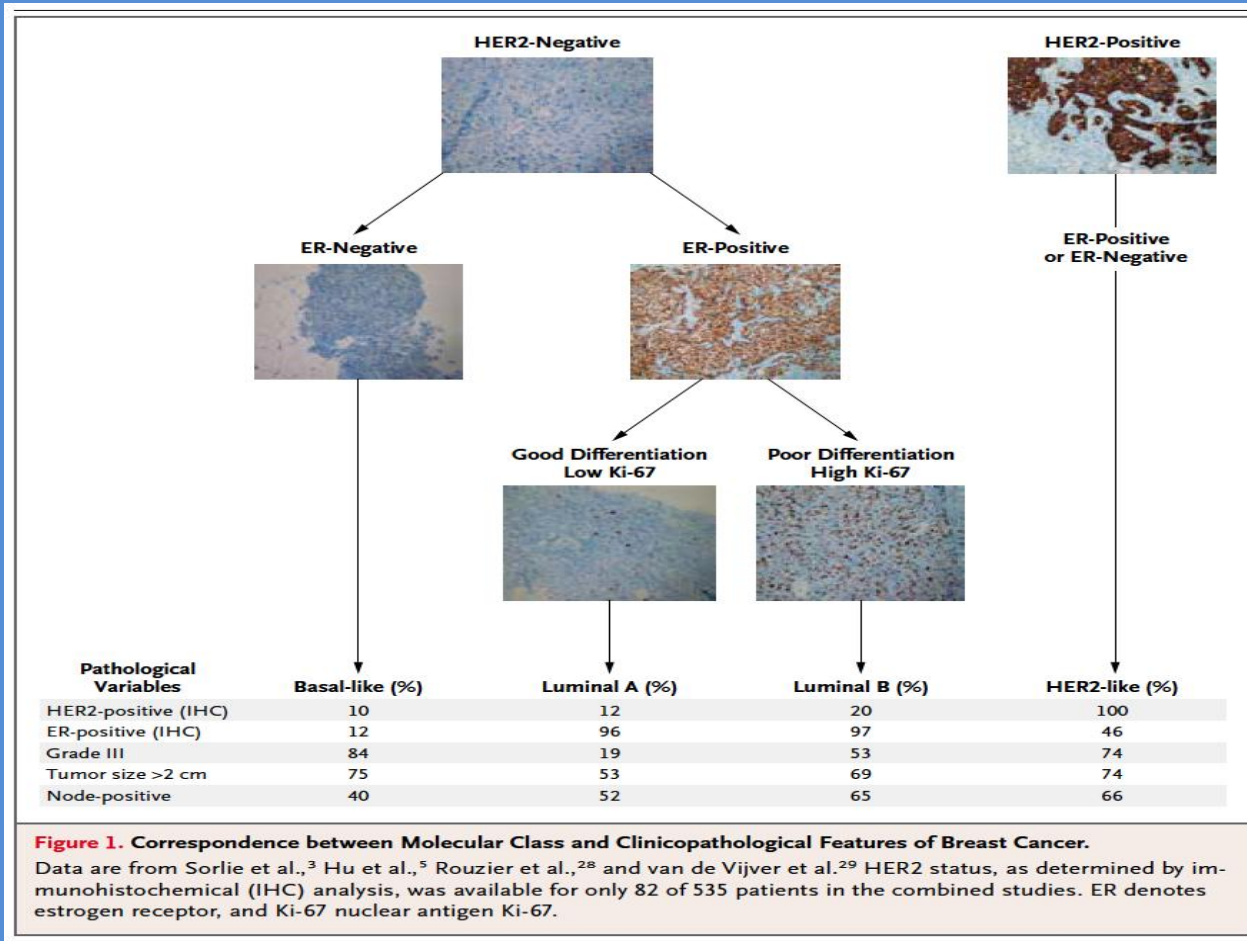 HER2-Negative
HER2-Positive
ER-Negative
ER-Positive
ER-Positive
or ER-Negative
Good Differentiation
Low Ki-67
Poor Differentiation
High Ki-67
Pathological
Variables Basal-like (%) Luminal A (%) Luminal B (%) HER2-like (%)
HER2-positive (IHC) 10 12 20 100
ER-positive (IHC) 12 96 97 46
Grade III 84 19 53 74
Tumor size >2 cm 75 53 69 74
Node-positive 40 52 65 66
Figure 1. Correspondence between Molecular Class and Clinicopathological Features of Breast Cancer.
Data are from Sorlie et al.,³ Hu et al.,⁵ Rouzier et al.,²⁸ and van de Vijver et al.²⁹ HER2 status, as determined by im-
munohistochemical (IHC) analysis, was available for only 82 of 535 patients in the combined studies. ER denotes
estrogen receptor, and Ki-67 nuclear antigen Ki-67.